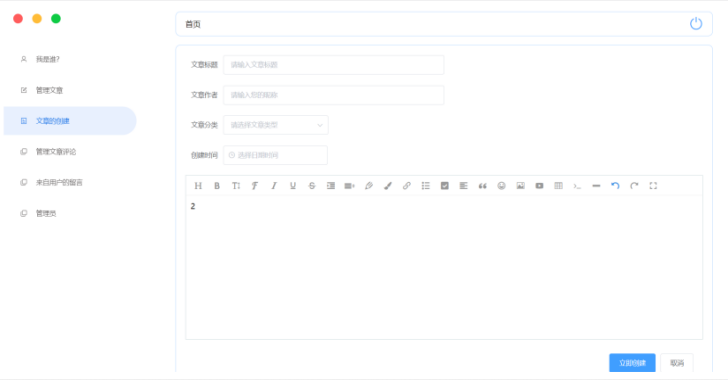 首页
我是谁?
管理文章
文章的创建
管理文章评论
来自用户的留言
管理员
文章标题 请输入文章标题
文章作者 请输入您的昵称
文章分类 请选择文章类型
创建时间 选择日期时间
2
立即创建 取消